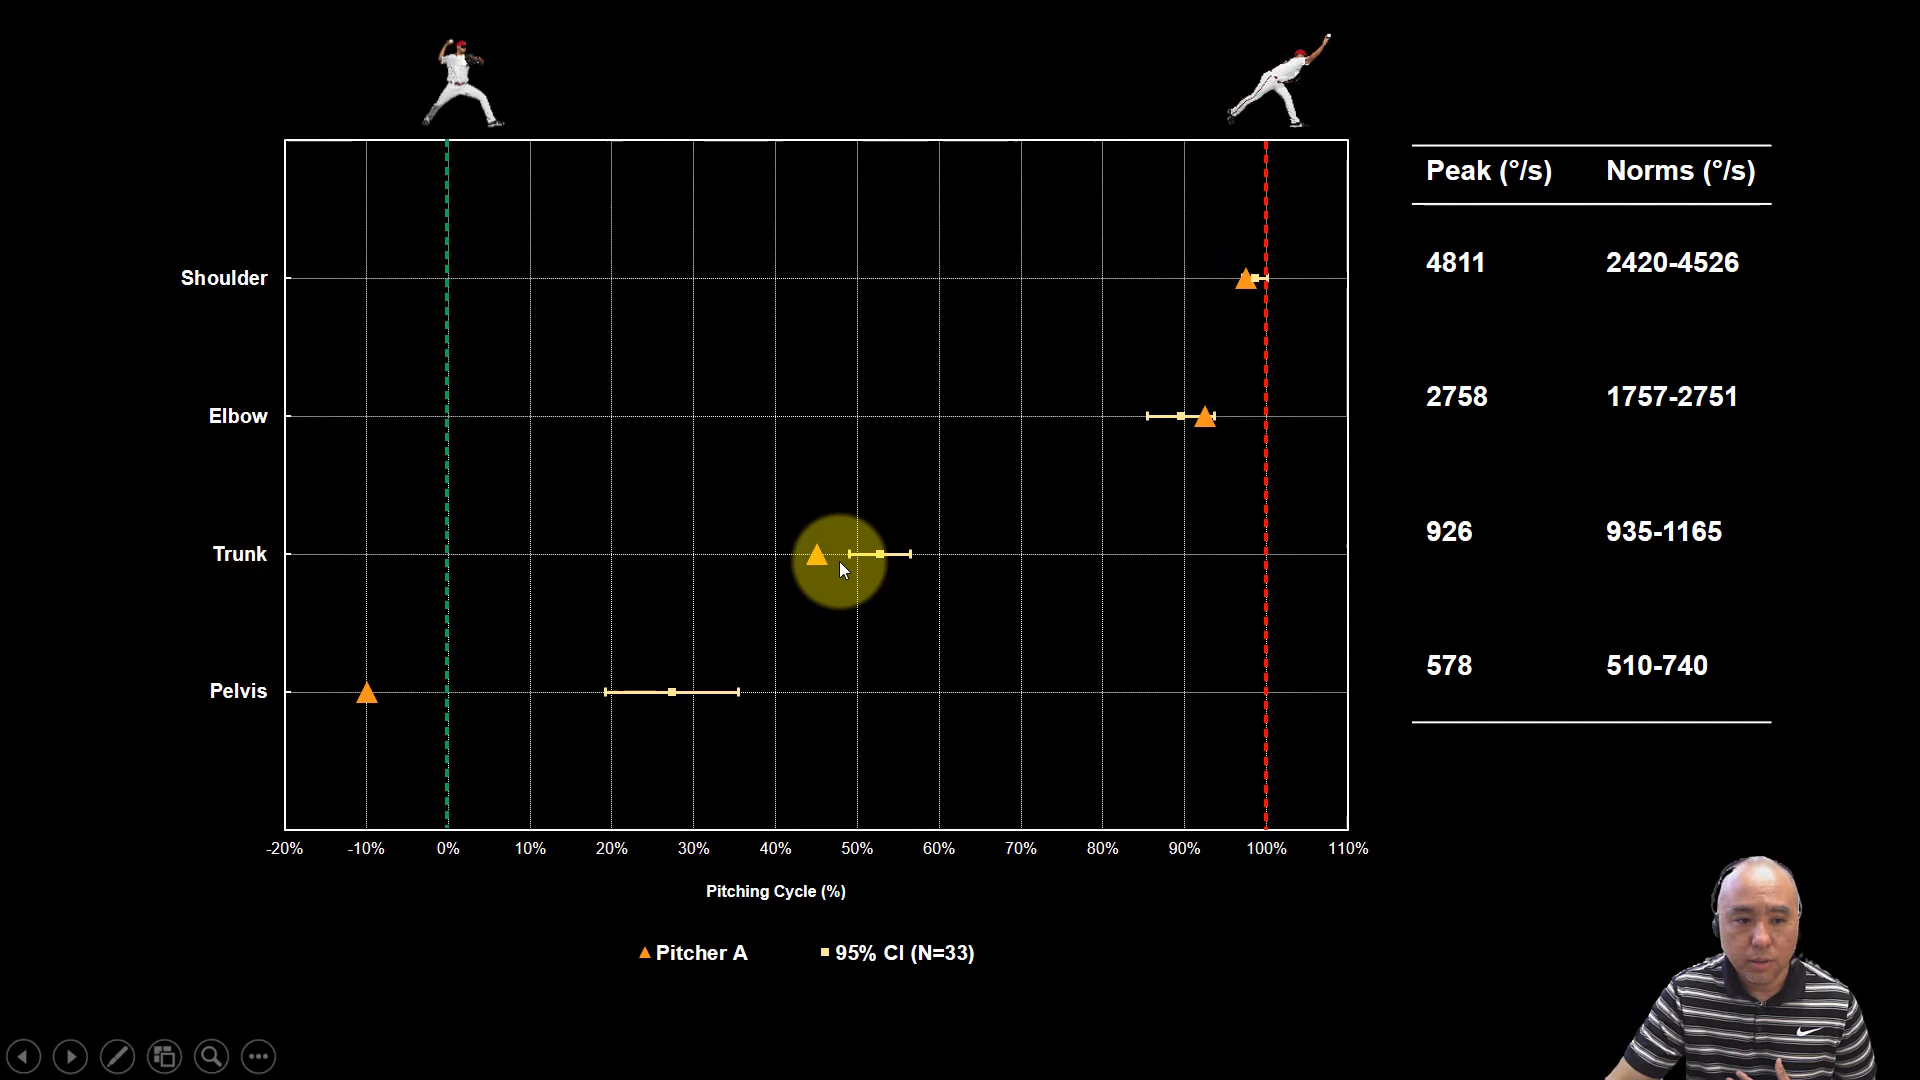 Peak (°/s) Norms (°/s)
Shoulder 4811 2420-4526
Elbow 2758 1757-2751
Trunk 926 935-1165
Pelvis 578 510-740
-20% -10% 0% 10% 20% 30% 40% 50% 60% 70% 80% 90% 100% 110%
Pitching Cycle (%)
Pitcher A 95% CI (N=33)